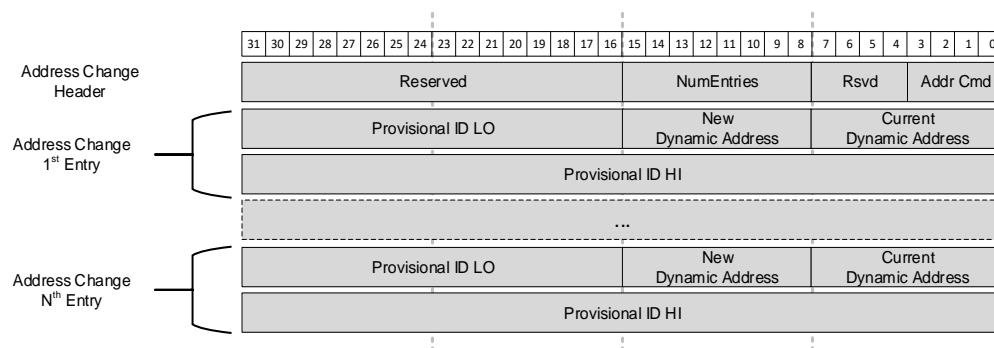 31 30 29 28 27 26 25 24 23 22 21 20 19 18 17 16 15 14 13 12 11 10 9 8 7 6 5 4 3 2 1 0
Address Change
Header
Reserved
NumEntries
Rsvd
Addr Cmd
Address Change
1st Entry
Provisional ID LO
New
Dynamic Address
Current
Dynamic Address
Provisional ID HI
...
Address Change
Nth Entry
Provisional ID LO
New
Dynamic Address
Current
Dynamic Address
Provisional ID HI